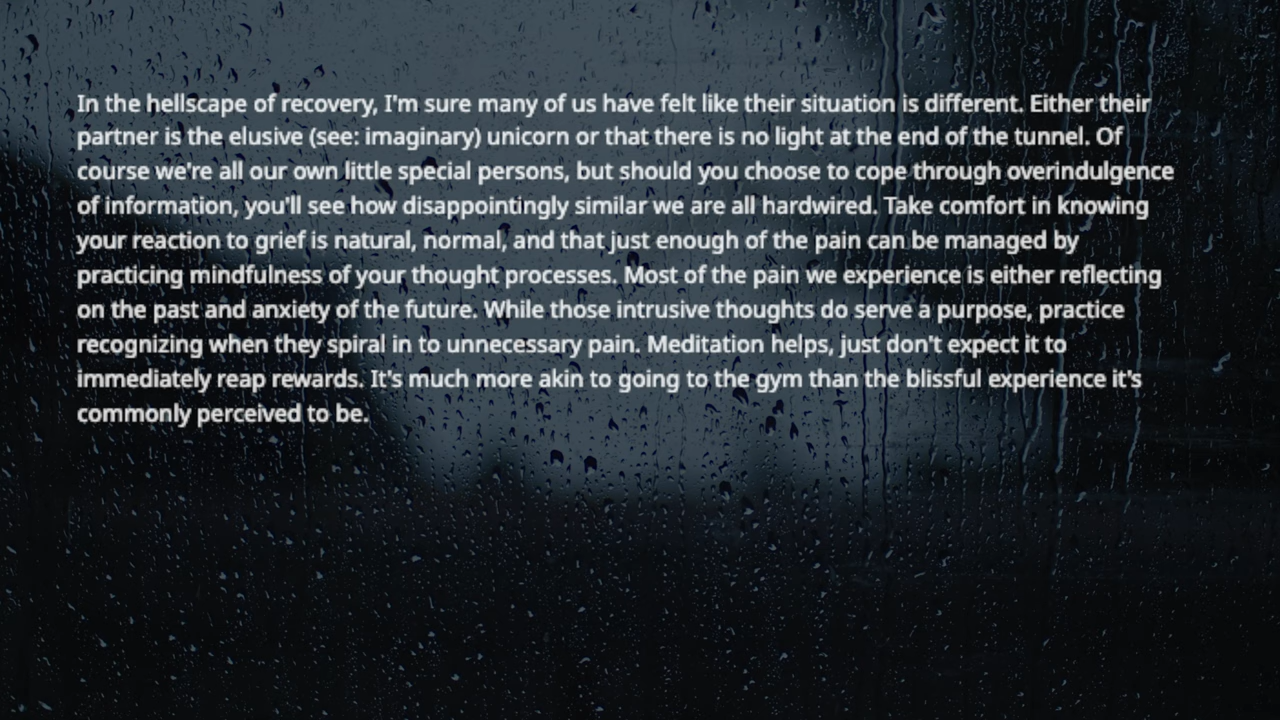 In the hellscape of recovery, I'm sure many of us have felt like their situation is different. Either their
partner is the elusive (see: imaginary) unicorn or that there is no light at the end of the tunnel. Of
course we're all our own little special persons, but should you choose to cope through overindulgence
of information, you'll see how disappointingly similar we are all hardwired. Take comfort in knowing
your reaction to grief is natural, normal, and that just enough of the pain can be managed by
practicing mindfulness of your thought processes. Most of the pain we experience is either reflecting
on the past and anxiety of the future. While those intrusive thoughts do serve a purpose, practice
recognizing when they spiral in to unnecessary pain. Meditation helps, just don't expect it to
immediately reap rewards. It's much more akin to going to the gym than the blissful experience it's
commonly perceived to be.